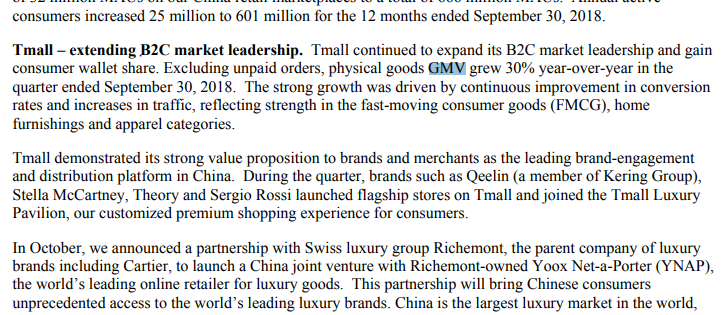 consumers increased 25 million to 601 million for the 12 months ended September 30, 2018.
Tmall – extending B2C market leadership. Tmall continued to expand its B2C market leadership and gain
consumer wallet share. Excluding unpaid orders, physical goods GMV grew 30% year-over-year in the
quarter ended September 30, 2018. The strong growth was driven by continuous improvement in conversion
rates and increases in traffic, reflecting strength in the fast-moving consumer goods (FMCG), home
furnishings and apparel categories.
Tmall demonstrated its strong value proposition to brands and merchants as the leading brand-engagement
and distribution platform in China. During the quarter, brands such as Qeelin (a member of Kering Group),
Stella McCartney, Theory and Sergio Rossi launched flagship stores on Tmall and joined the Tmall Luxury
Pavilion, our customized premium shopping experience for consumers.
In October, we announced a partnership with Swiss luxury group Richemont, the parent company of luxury
brands including Cartier, to launch a China joint venture with Richemont-owned Yoox Net-a-Porter (YNAP),
the world’s leading online retailer for luxury goods. This partnership will bring Chinese consumers
unprecedented access to the world’s leading luxury brands. China is the largest luxury market in the world,